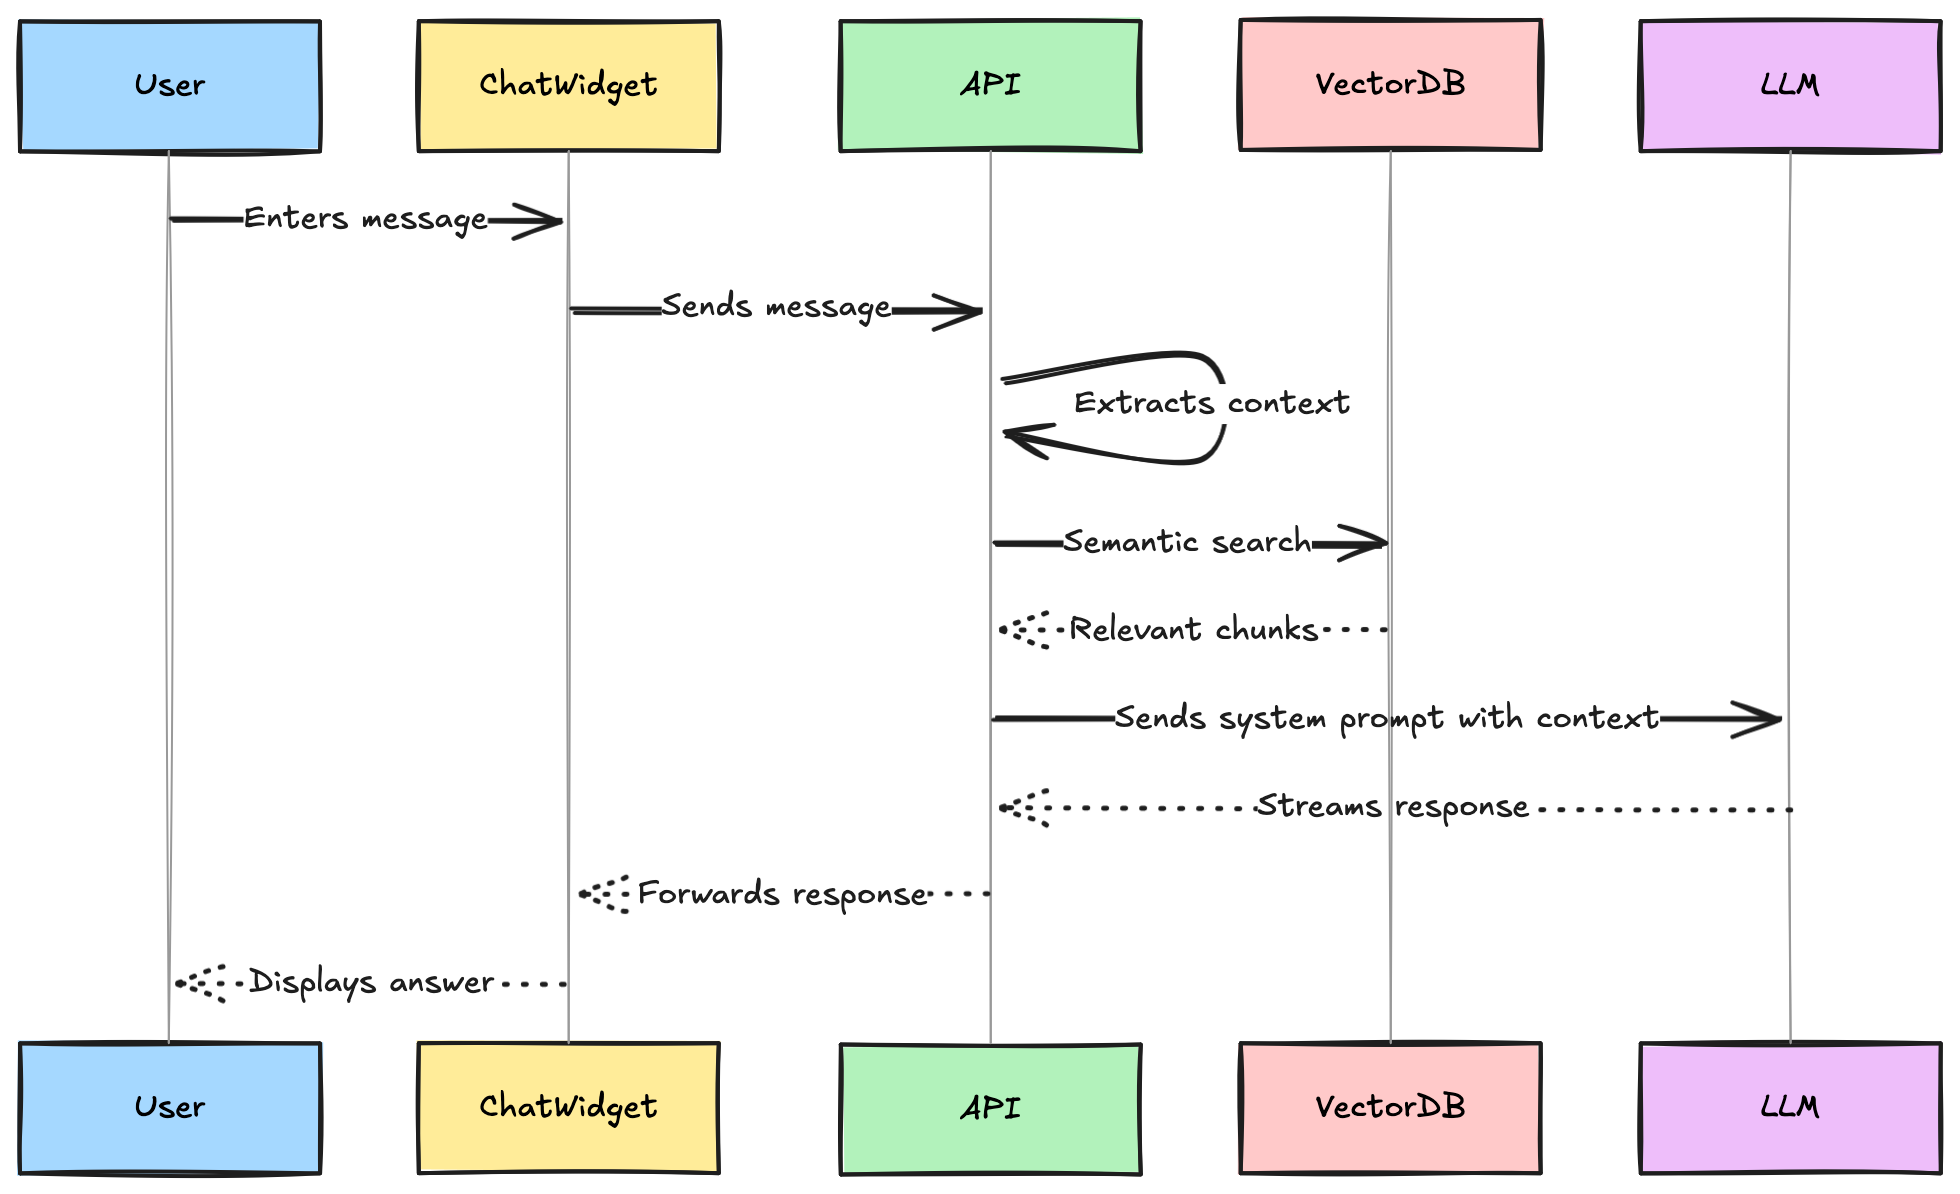 User
ChatWidget
API
VectorDB
LLM
Enters message
Sends message
Extracts context
Semantic search
Relevant chunks
Sends system prompt with context
Streams response
Forwards response
Displays answer
User
ChatWidget
API
VectorDB
LLM